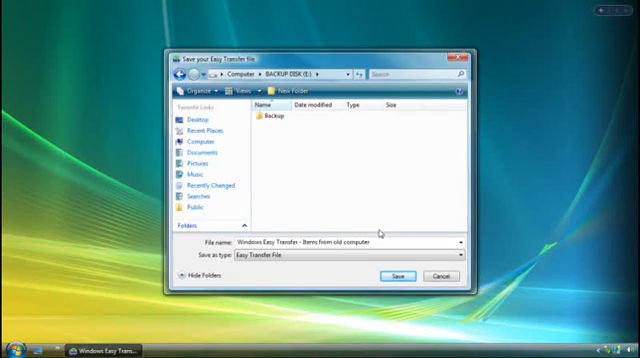 Save your Easy Transfer file
Computer ▸ BACKUP DISK (E:) ▸
Search
Organize Views New Folder
Favorite Links
Name Date modified Type Size
Backup
Desktop
Recent Places
Computer
Documents
Pictures
Music
Recently Changed
Searches
Public
Folders
File name: Windows Easy Transfer - Items from old computer
Save as type: Easy Transfer File
Hide Folders
Save Cancel
Windows Easy Trans...